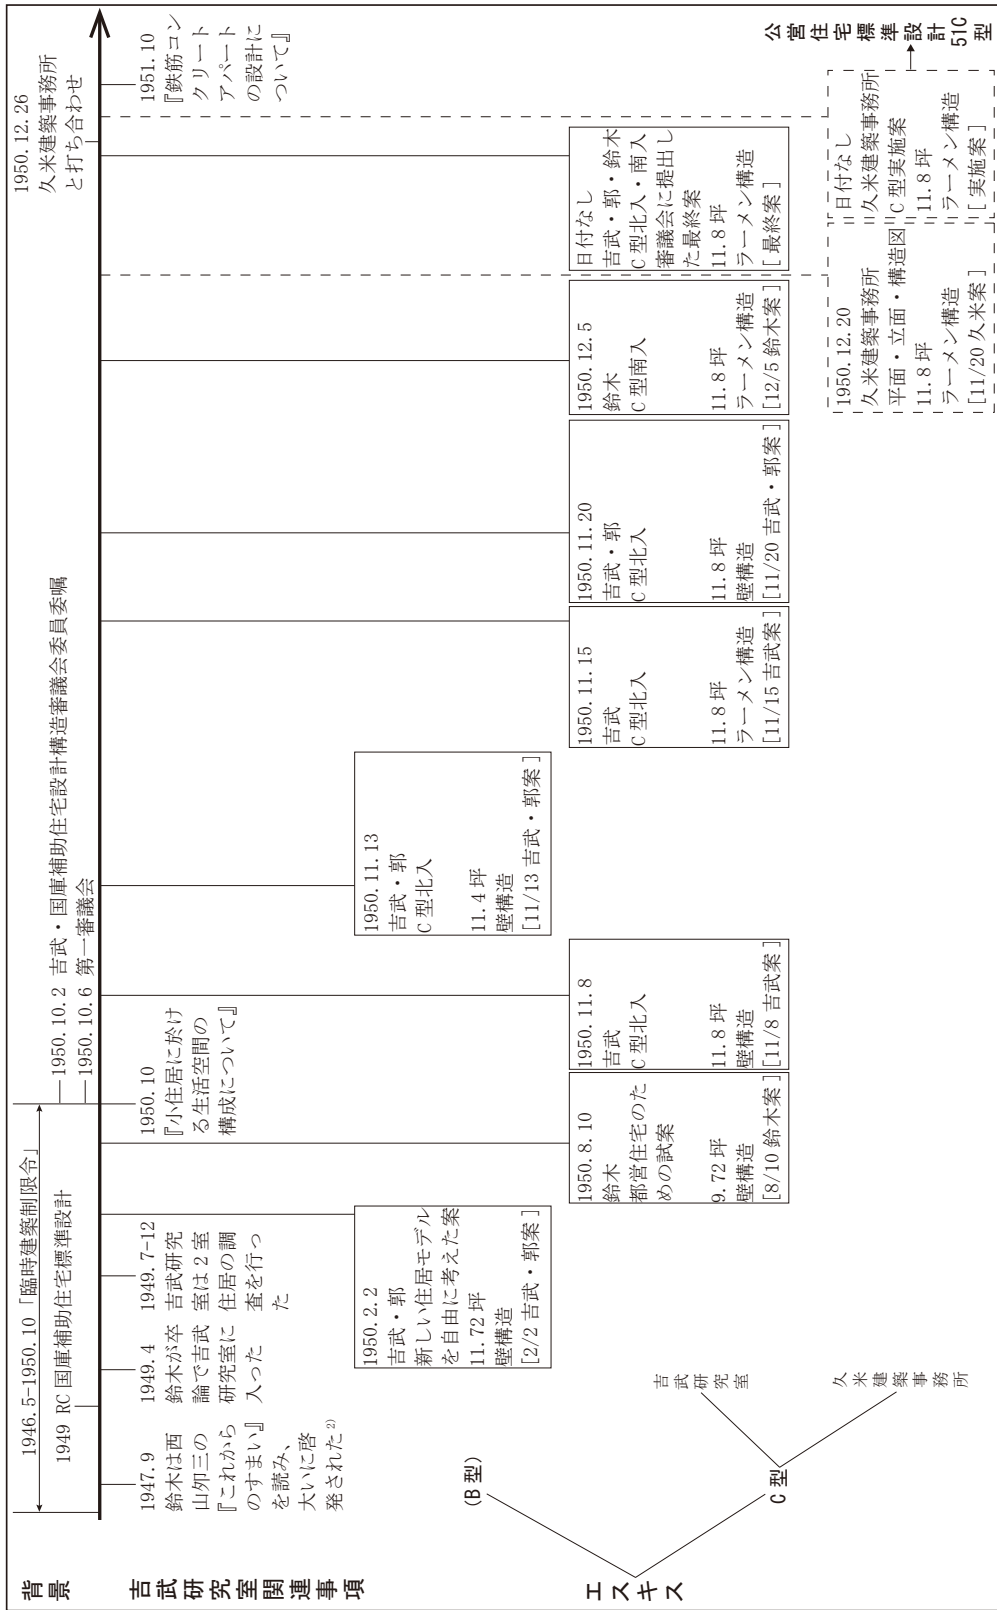 背景
1946.5-1950.10「臨時建築制限令」
1949 RC 国庫補助住宅標準設計
1950.10.2 吉武・国庫補助住宅設計構造審議会委員委嘱
1950.10.6 第一審議会
1950.12.26
久米建築事務所
と打ち合わせ
吉武研究室関連事項
1947.9
鈴木は西
山夘三の
『これから
のすまい』
を読み、
大いに啓
発された2)
1949.4
鈴木が卒
論で吉武
研究室に
入った
1949.7-12
吉武研究
室は2室
住居の調
査を行っ
た
1950.10
『小住居に於け
る生活空間の
構成について』
1951.10
『鉄筋コン
クリート
アパート
の設計に
ついて』
エスキス
(B型)
C型
吉武研究室
久米建築事務所
1950.2.2
吉武・郭
新しい住居モデル
を自由に考えた案
11.72坪
壁構造
[2/2 吉武・郭案]
1950.8.10
鈴木
都営住宅のた
めの試案
9.72坪
壁構造
[8/10 鈴木案]
1950.11.8
吉武
C型北入
11.8坪
壁構造
[11/8 吉武案]
1950.11.13
吉武・郭
C型北入
11.4坪
壁構造
[11/13 吉武・郭案]
1950.11.15
吉武
C型北入
11.8坪
ラーメン構造
[11/15 吉武案]
1950.11.20
吉武・郭
C型北入
11.8坪
壁構造
[11/20 吉武・郭案]
1950.12.5
鈴木
C型南入
11.8坪
ラーメン構造
[12/5 鈴木案]
日付なし
吉武・郭・鈴木
C型北入・南入
審議会に提出し
た最終案
11.8坪
ラーメン構造
[最終案]
1950.12.20
久米建築事務所
平面・立面・構造図
11.8坪
ラーメン構造
[11/20 久米案]
日付なし
久米建築事務所
C型実施案
11.8坪
ラーメン構造
[実施案]
公営住宅標準設計51C型